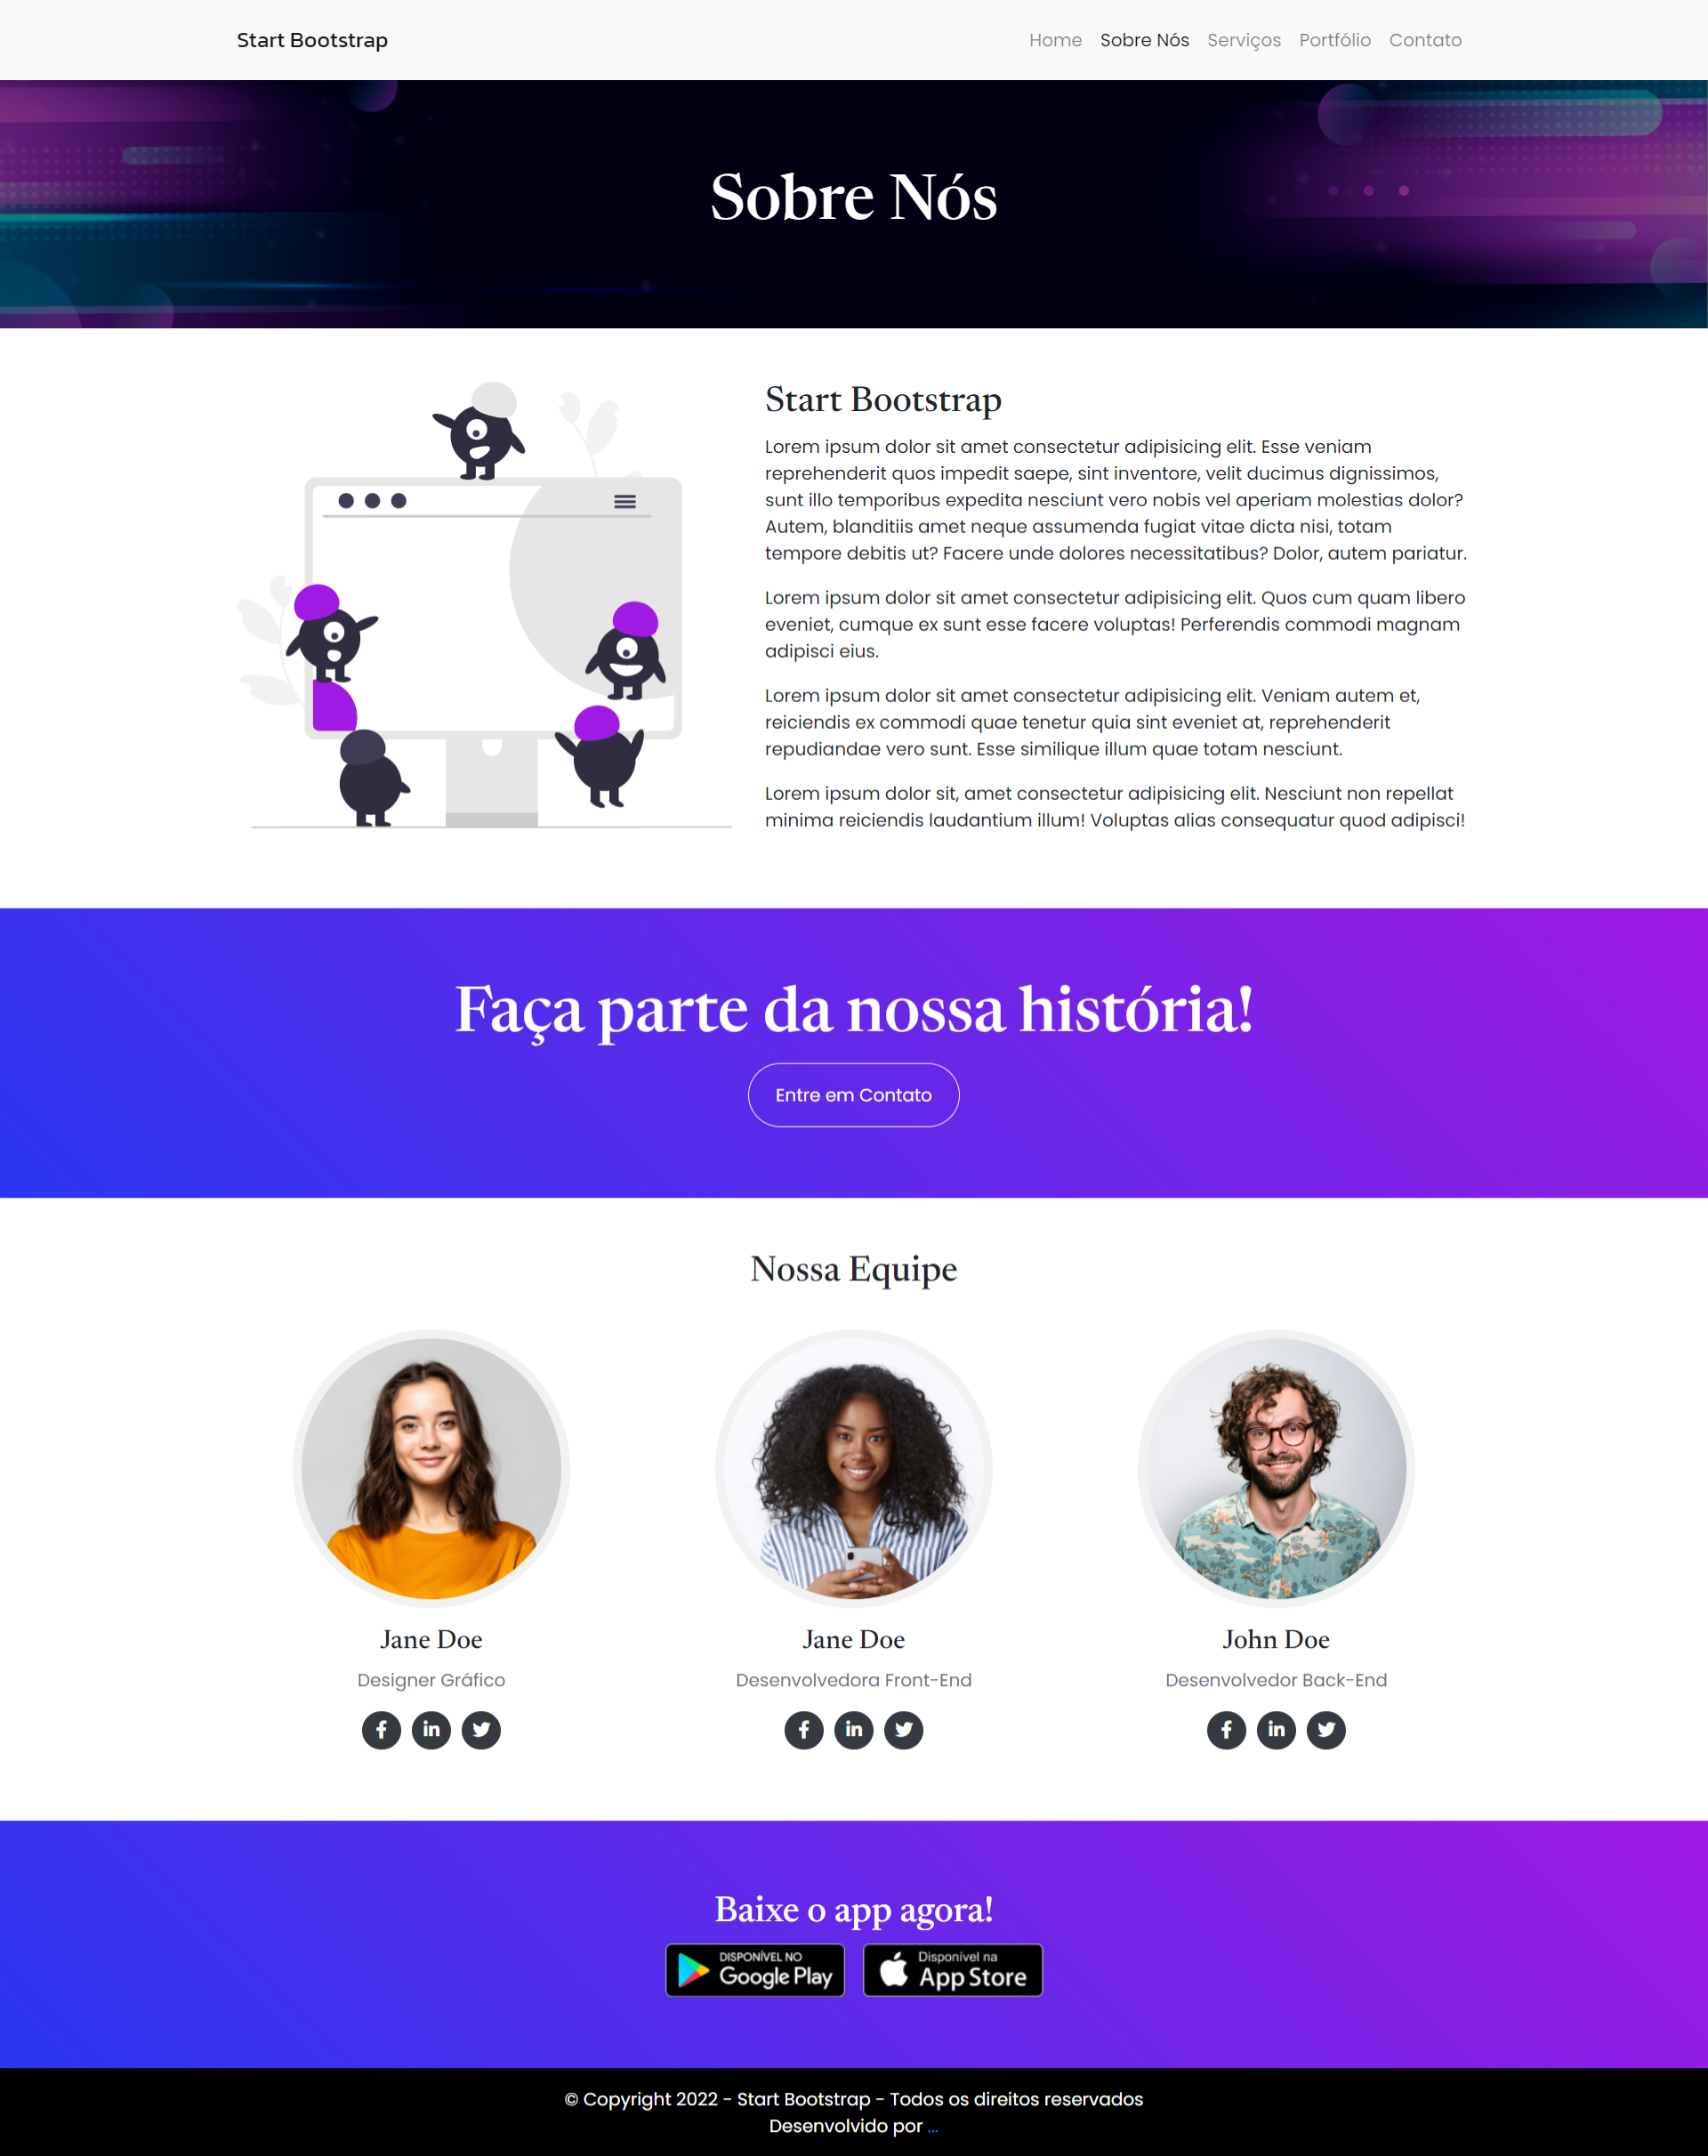 Start Bootstrap
Home Sobre Nós Serviços Portfólio Contato
Sobre Nós
Start Bootstrap
Lorem ipsum dolor sit amet consectetur adipisicing elit. Esse veniam
reprehenderit quos impedit saepe, sint inventore, velit ducimus dignissimos,
sunt illo temporibus expedita nesciunt vero nobis vel aperiam molestias dolor?
Autem, blanditiis amet neque assumenda fugiat vitae dicta nisi, totam
tempore debitis ut? Facere unde dolores necessitatibus? Dolor, autem pariatur.
Lorem ipsum dolor sit amet consectetur adipisicing elit. Quos cum quam libero
eveniet, cumque ex sunt esse facere voluptas! Perferendis commodi magnam
adipisci eius.
Lorem ipsum dolor sit amet consectetur adipisicing elit. Veniam autem et,
reiciendis ex commodi quae tenetur quia sint eveniet at, reprehenderit
repudiandae vero sunt. Esse similique illum quae totam nesciunt.
Lorem ipsum dolor sit, amet consectetur adipisicing elit. Nesciunt non repellat
minima reiciendis laudantium illum! Voluptas alias consequatur quod adipisci!
Faça parte da nossa história!
Entre em Contato
Nossa Equipe
Jane Doe
Designer Gráfico
Jane Doe
Desenvolvedora Front-End
John Doe
Desenvolvedor Back-End
Baixe o app agora!
DISPONÍVEL NO
Google Play
Disponível na
App Store
© Copyright 2022 - Start Bootstrap - Todos os direitos reservados
Desenvolvido por ...